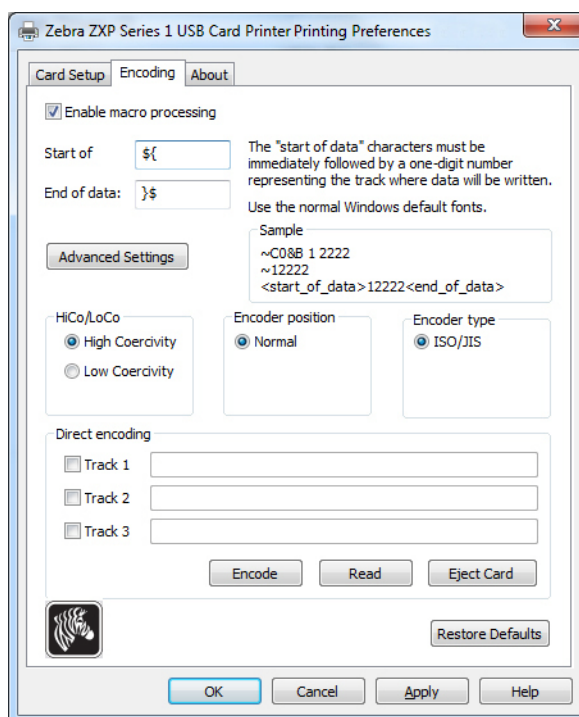 Zebra ZXP Series 1 USB Card Printer Printing Preferences
Card Setup
Encoding
About
Enable macro processing
Start of
${
The "start of data" characters must be
immediately followed by a one-digit number
representing the track where data will be written.
End of data:
}$
Use the normal Windows default fonts.
Sample
~C0&B 1 2222
~12222
<start_of_data>12222<end_of_data>
Advanced Settings
HiCo/LoCo
High Coercivity
Low Coercivity
Encoder position
Normal
Encoder type
ISO/JIS
Direct encoding
Track 1
Track 2
Track 3
Encode
Read
Eject Card
Restore Defaults
OK
Cancel
Apply
Help